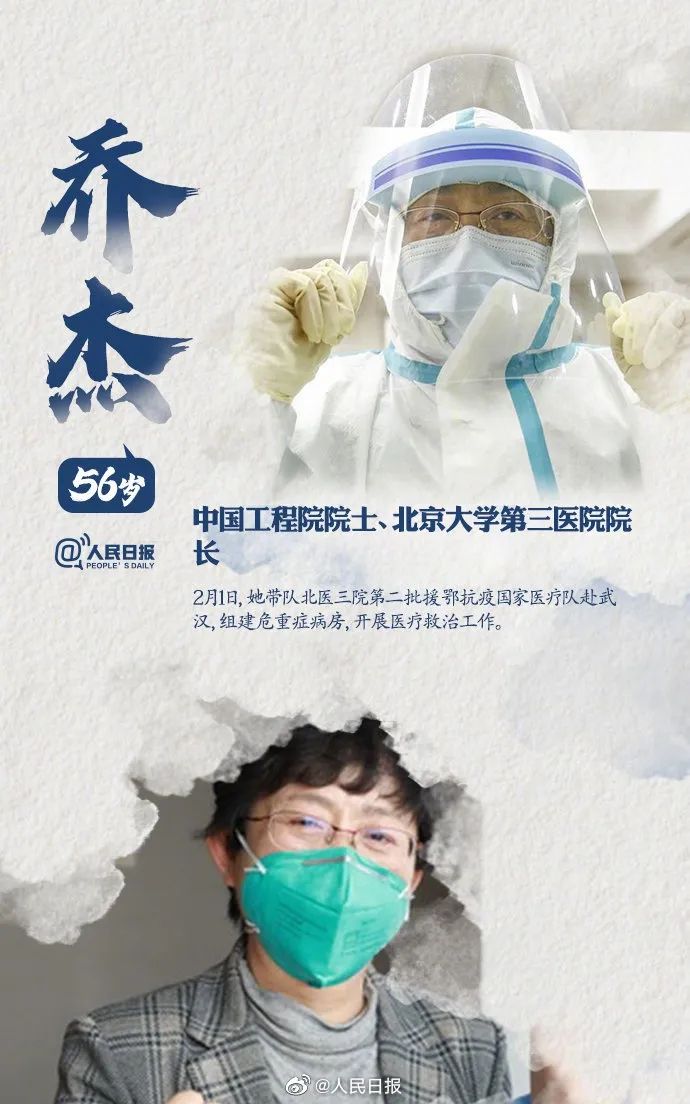 乔
杰
56岁
@人民日报
PEOPLE'S DAILY
中国工程院院士、北京大学第三医院院
长
2月1日,她带队北医三院第二批援鄂抗疫国家医疗队赴武
汉,组建危重症病房,开展医疗救治工作。
@人民日报